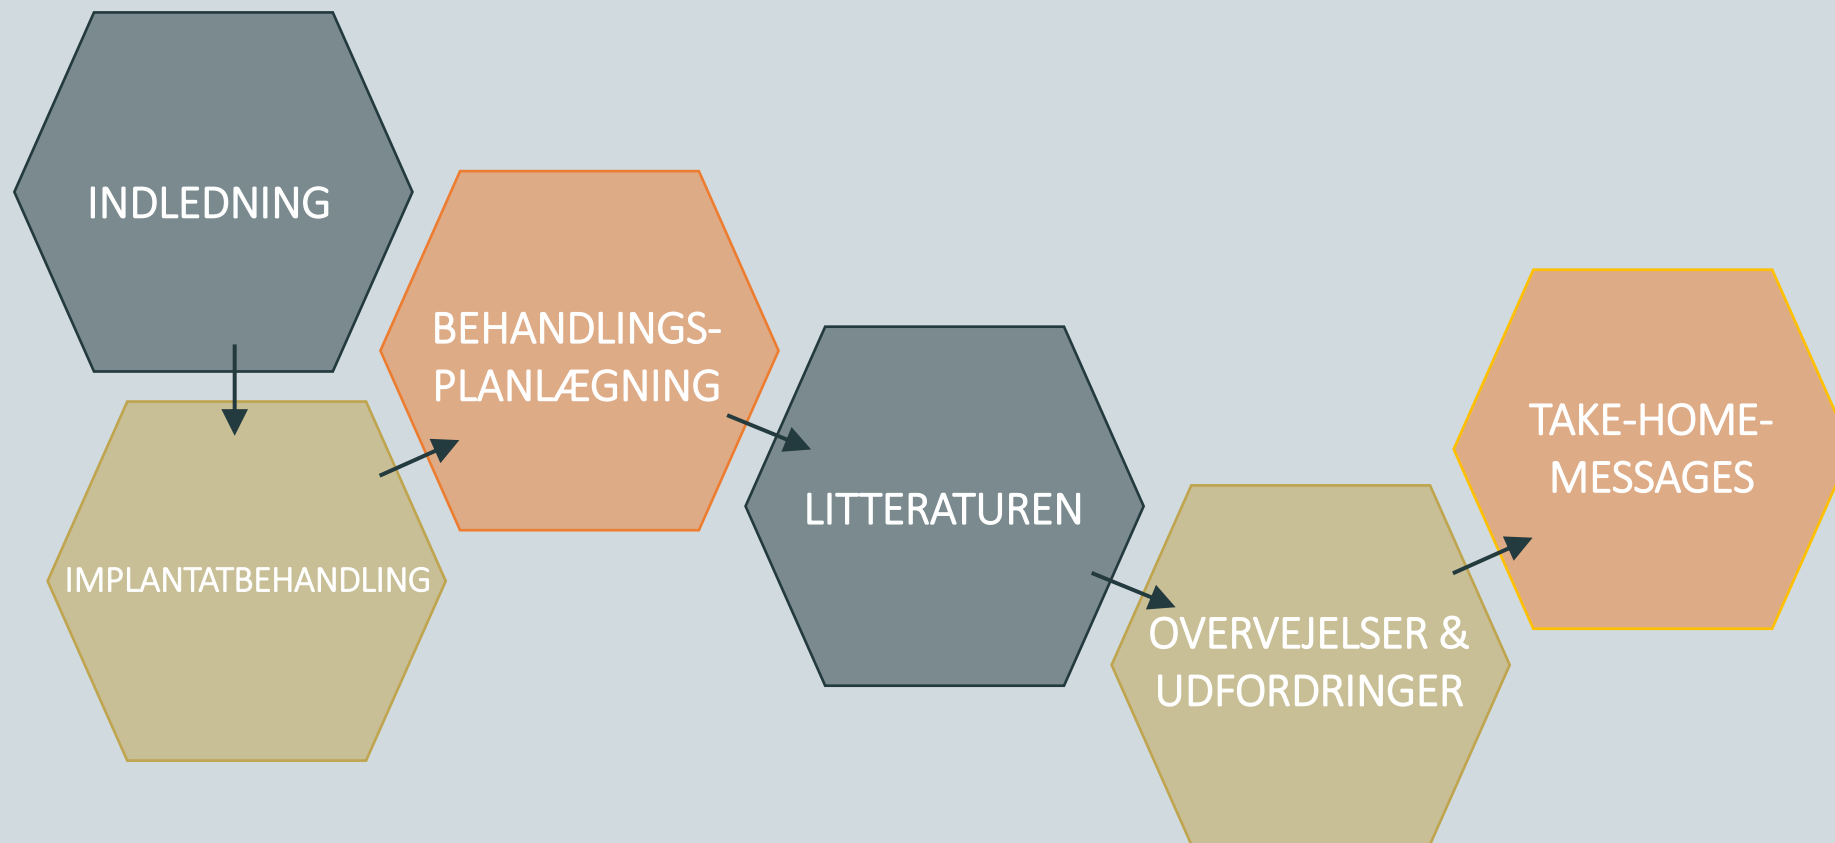 INDLEDNING
IMPLANTATBEHANDLING
BEHANDLINGS-
PLANLÆGNING
LITTERATUREN
OVERVEJELSER &
UDFORDRINGER
TAKE-HOME-
MESSAGES